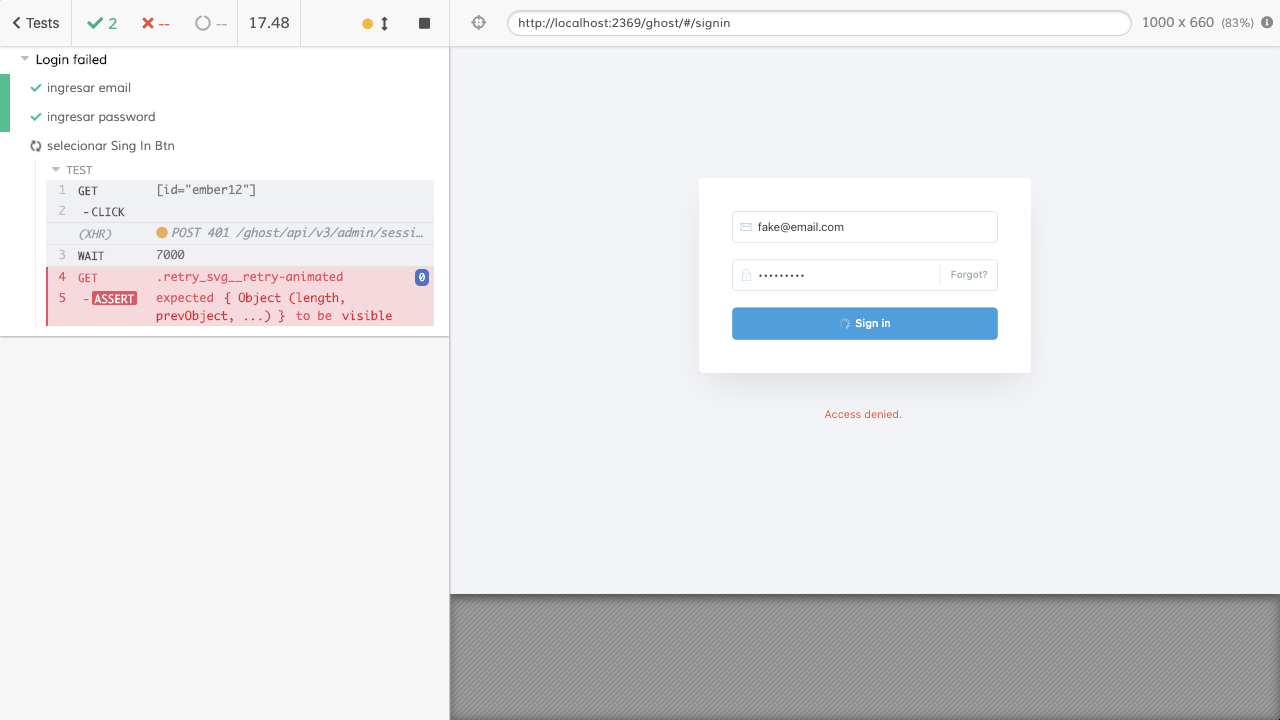 Tests 2 -- -- 17.48
http://localhost:2369/ghost/#/signin 1000 x 660 (83%)
Login failed
ingresar email
ingresar password
selecionar Sing In Btn
TEST
1 GET [id="ember12"]
2 -CLICK
(XHR) POST 401 /ghost/api/v3/admin/sessi...
3 WAIT 7000
4 GET .retry_svg__retry-animated 0
5 -ASSERT expected { Object (length,
prevObject, ...) } to be visible
fake@email.com
Forgot?
Sign in
Access denied.